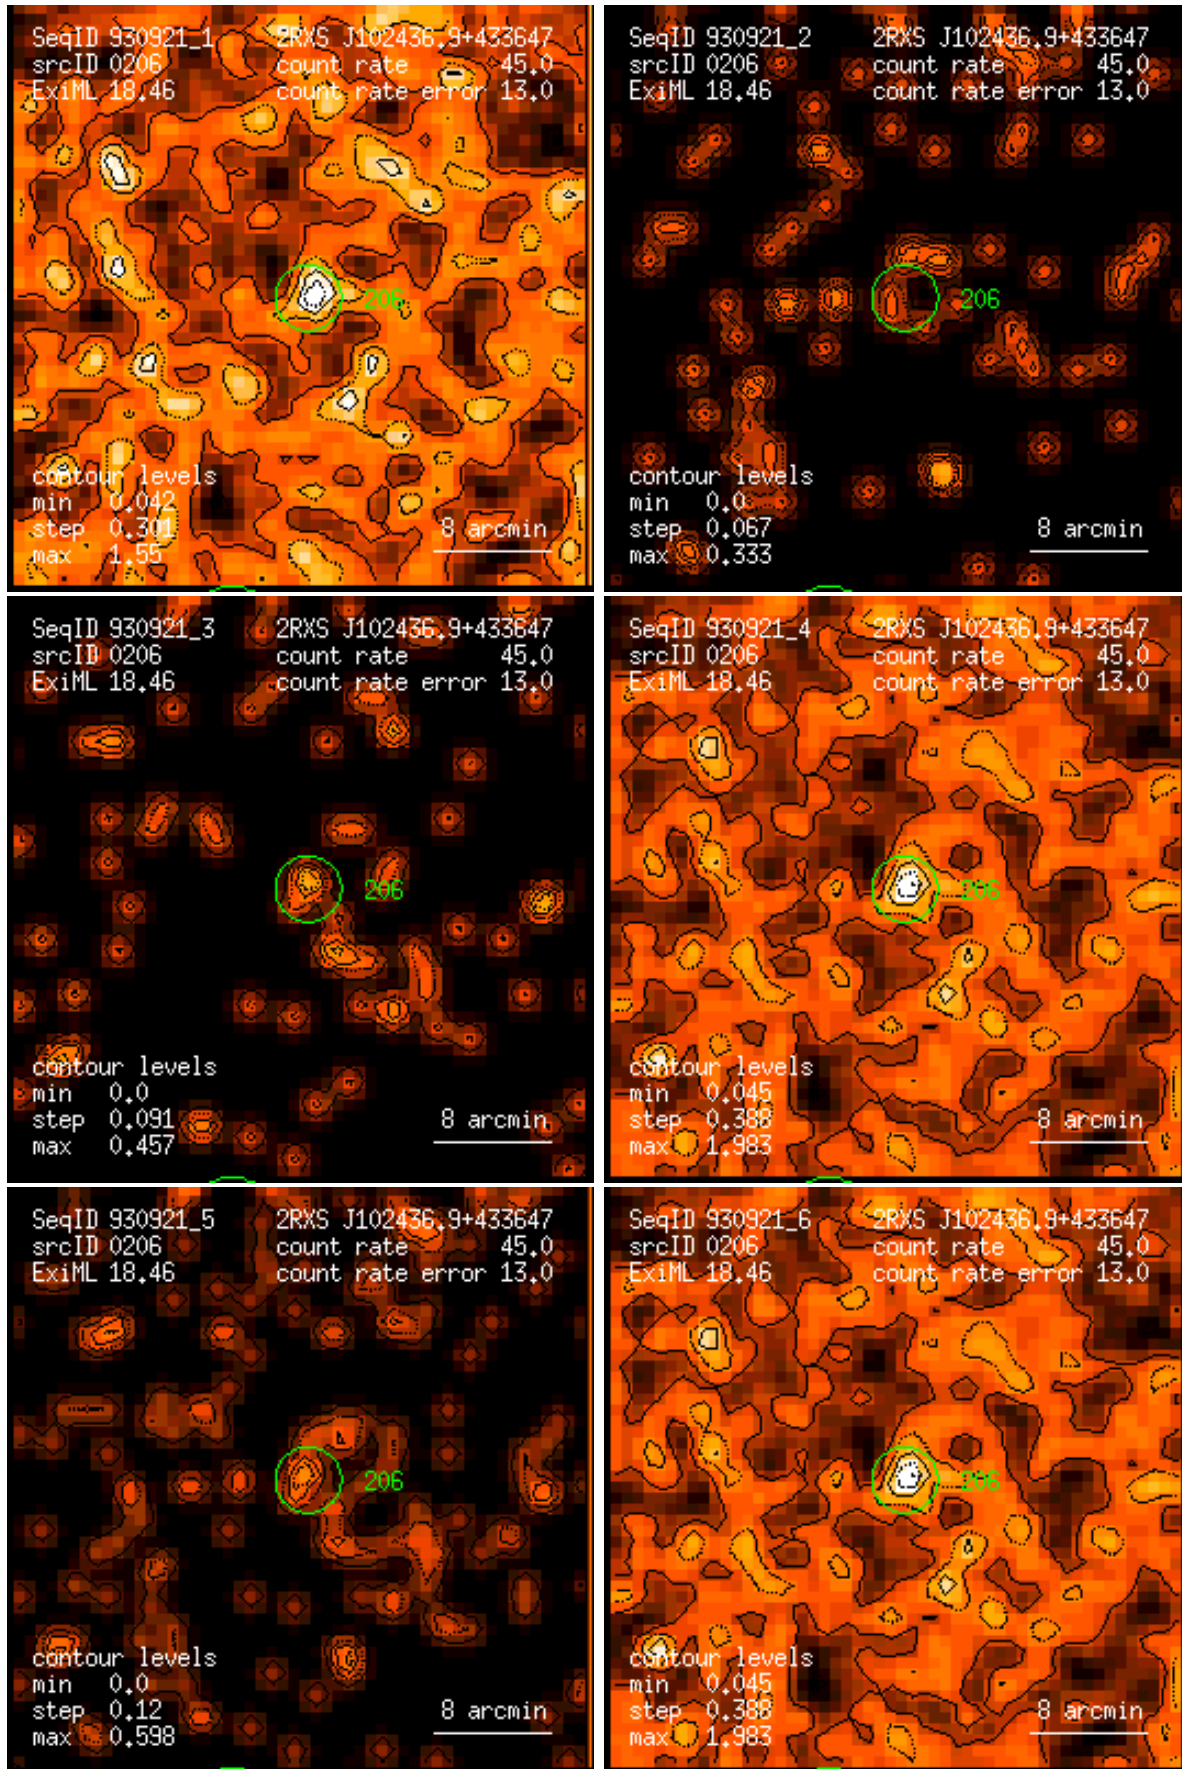 SeqID 930921_1 2RXS J102436.9+433647
srcID 0206 count rate 45.0
ExiML 18.46 count rate error 13.0
206
contour levels
min 0.042
step 0.301 8 arcmin
max 1.55
SeqID 930921_2 2RXS J102436.9+433647
srcID 0206 count rate 45.0
ExiML 18.46 count rate error 13.0
206
contour levels
min 0.0
step 0.067 8 arcmin
max 0.333
SeqID 930921_3 2RXS J102436.9+433647
srcID 0206 count rate 45.0
ExiML 18.46 count rate error 13.0
206
contour levels
min 0.0
step 0.091 8 arcmin
max 0.457
SeqID 930921_4 2RXS J102436.9+433647
srcID 0206 count rate 45.0
ExiML 18.46 count rate error 13.0
206
contour levels
min 0.045
step 0.388 8 arcmin
max 1.983
SeqID 930921_5 2RXS J102436.9+433647
srcID 0206 count rate 45.0
ExiML 18.46 count rate error 13.0
206
contour levels
min 0.0
step 0.12 8 arcmin
max 0.598
SeqID 930921_6 2RXS J102436.9+433647
srcID 0206 count rate 45.0
ExiML 18.46 count rate error 13.0
206
contour levels
min 0.045
step 0.388 8 arcmin
max 1.983